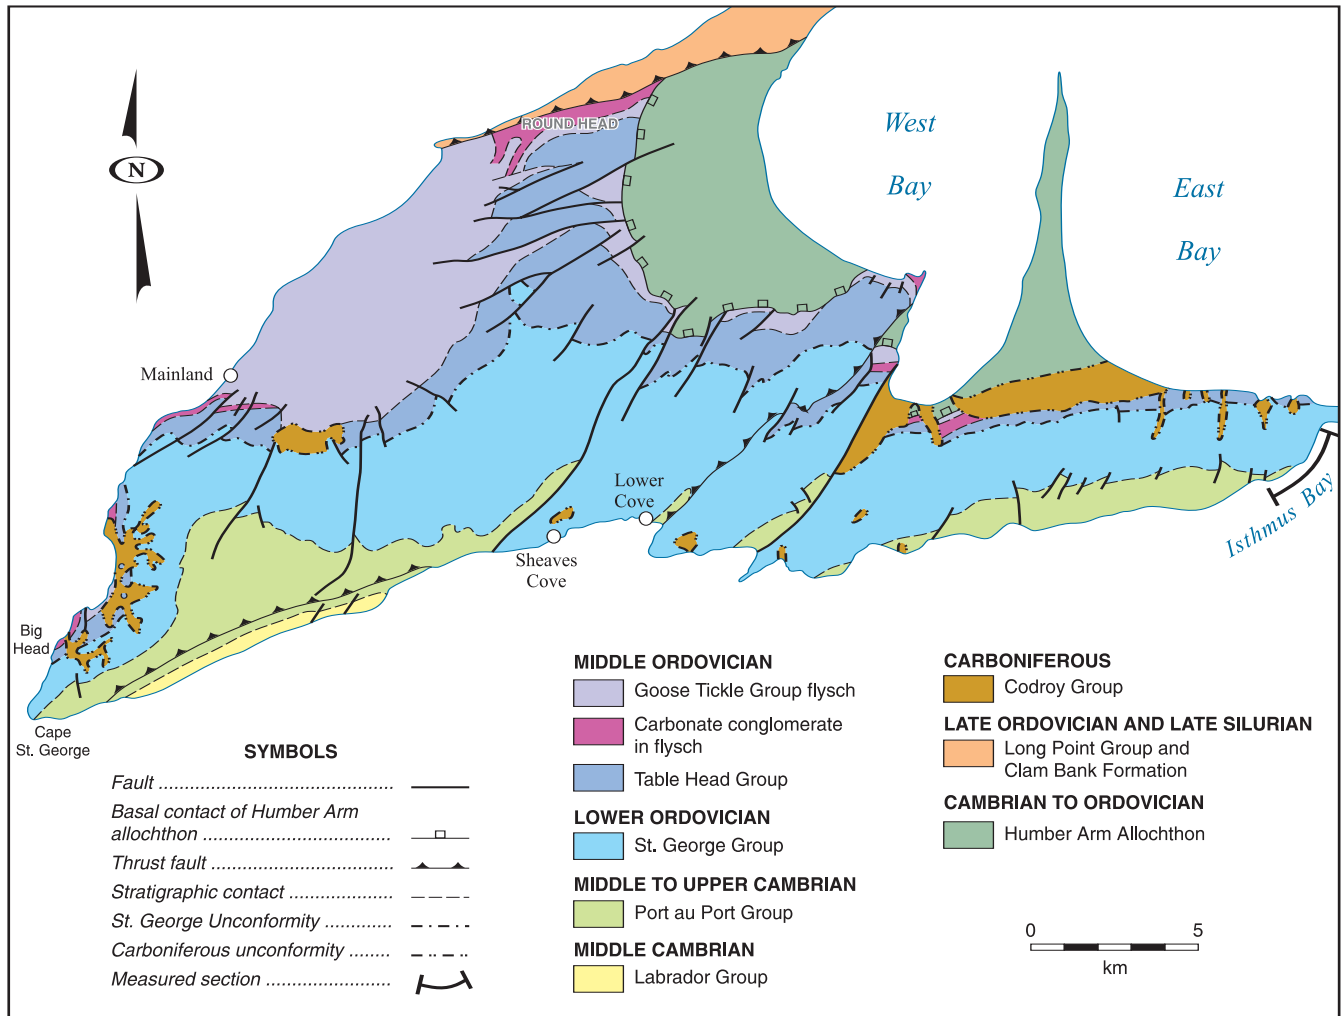 ROUND HEAD
West
Bay
East
Bay
N
Mainland
Lower
Cove
Sheaves
Cove
Isthmus Bay
Big
Head
Cape
St. George
SYMBOLS
Fault
Basal contact of Humber Arm
allochthon
Thrust fault
Stratigraphic contact
St. George Unconformity
Carboniferous unconformity
Measured section
MIDDLE ORDOVICIAN
Goose Tickle Group flysch
Carbonate conglomerate
in flysch
Table Head Group
LOWER ORDOVICIAN
St. George Group
MIDDLE TO UPPER CAMBRIAN
Port au Port Group
MIDDLE CAMBRIAN
Labrador Group
CARBONIFEROUS
Codroy Group
LATE ORDOVICIAN AND LATE SILURIAN
Long Point Group and
Clam Bank Formation
CAMBRIAN TO ORDOVICIAN
Humber Arm Allochthon
0 5
km